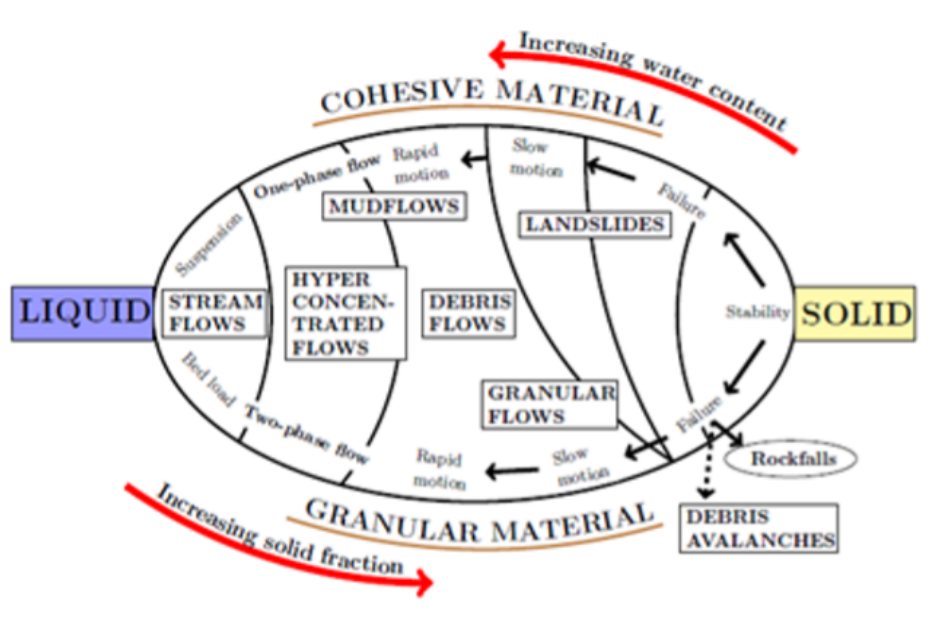 Increasing water content
COHESIVE MATERIAL
One-phase flow
Rapid
motion
Slow
motion
Failure
Suspension
MUDFLOWS
LANDSLIDES
LIQUID
STREAM
FLOWS
HYPER
CONCEN-
TRATED
FLOWS
DEBRIS
FLOWS
Stability
SOLID
Bed load
Two-phase flow
GRANULAR
FLOWS
Failure
Rapid
motion
Slow
motion
Rockfalls
GRANULAR MATERIAL
DEBRIS
AVALANCHES
Increasing solid fraction